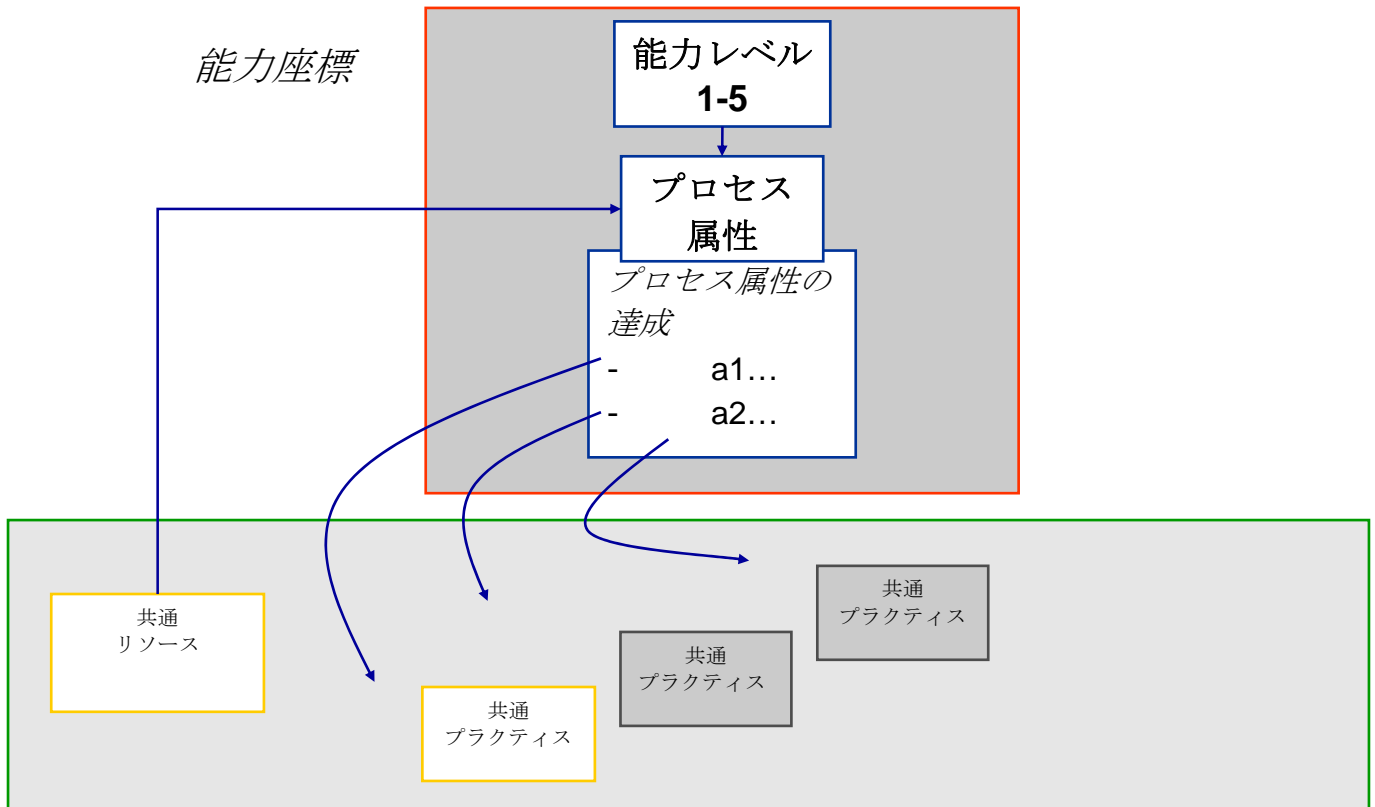 能力座標
能力レベル
1-5
プロセス
属性
プロセス属性の
達成
- a1...
- a2...
共通
リソース
共通
プラクティス
共通
プラクティス
共通
プラクティス